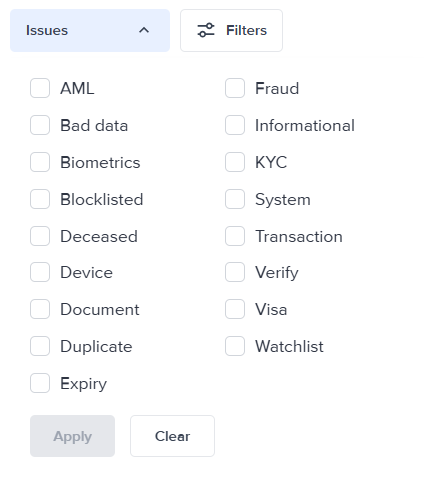 Issues
Filters
AML
Bad data
Biometrics
Blocklisted
Deceased
Device
Document
Duplicate
Expiry
Fraud
Informational
KYC
System
Transaction
Verify
Visa
Watchlist
Apply
Clear